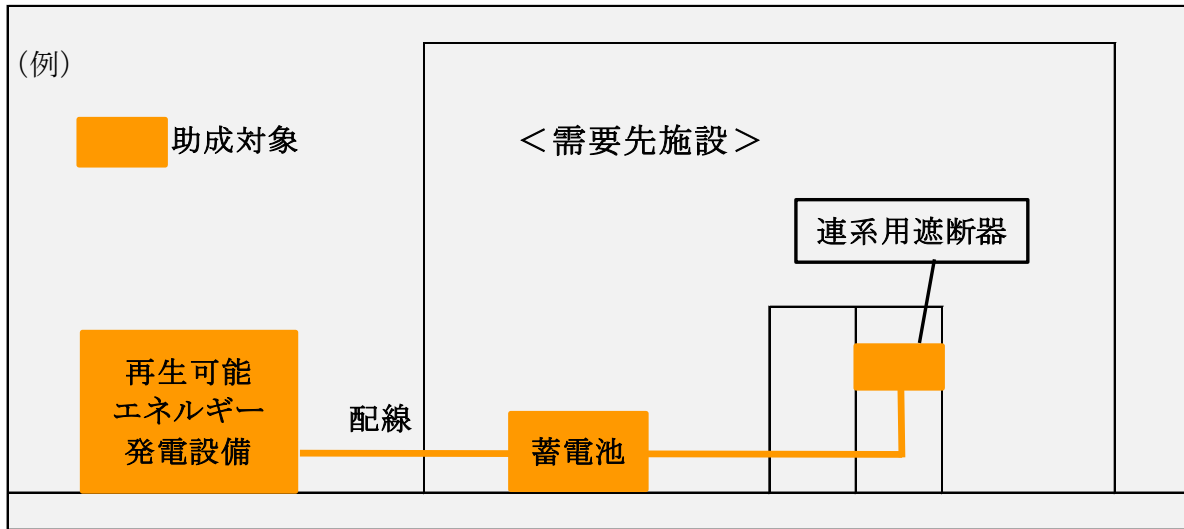 (例)
助成対象
＜需要先施設＞
連系用遮断器
再生可能
エネルギー
発電設備
配線
蓄電池